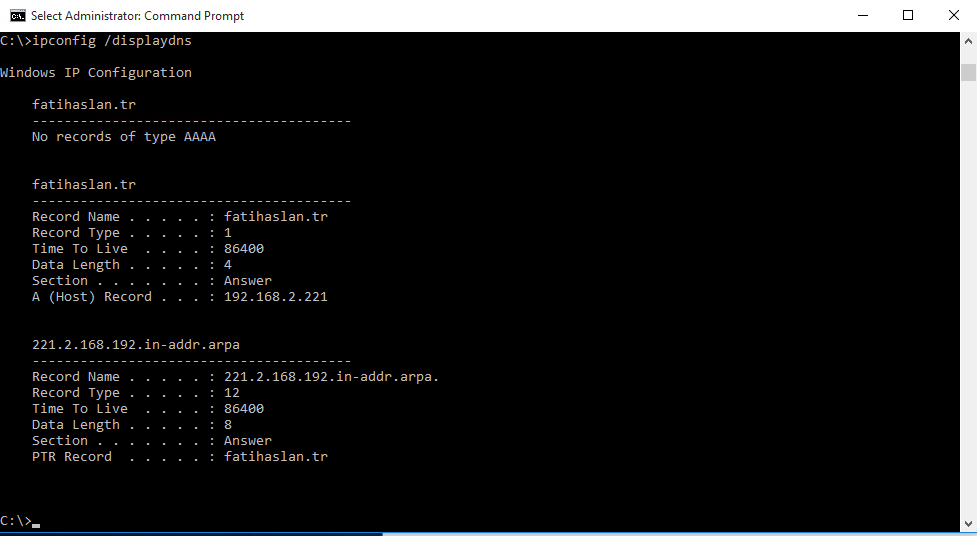 Select Administrator: Command Prompt
C:\>ipconfig /displaydns
Windows IP Configuration
fatihaslan.tr
----------------------------------------
No records of type AAAA
fatihaslan.tr
----------------------------------------
Record Name . . . . . : fatihaslan.tr
Record Type . . . . . : 1
Time To Live  . . . . : 86400
Data Length . . . . . : 4
Section . . . . . . . : Answer
A (Host) Record . . . : 192.168.2.221
221.2.168.192.in-addr.arpa
----------------------------------------
Record Name . . . . . : 221.2.168.192.in-addr.arpa.
Record Type . . . . . : 12
Time To Live  . . . . : 86400
Data Length . . . . . : 8
Section . . . . . . . : Answer
PTR Record  . . . . . : fatihaslan.tr
C:\>